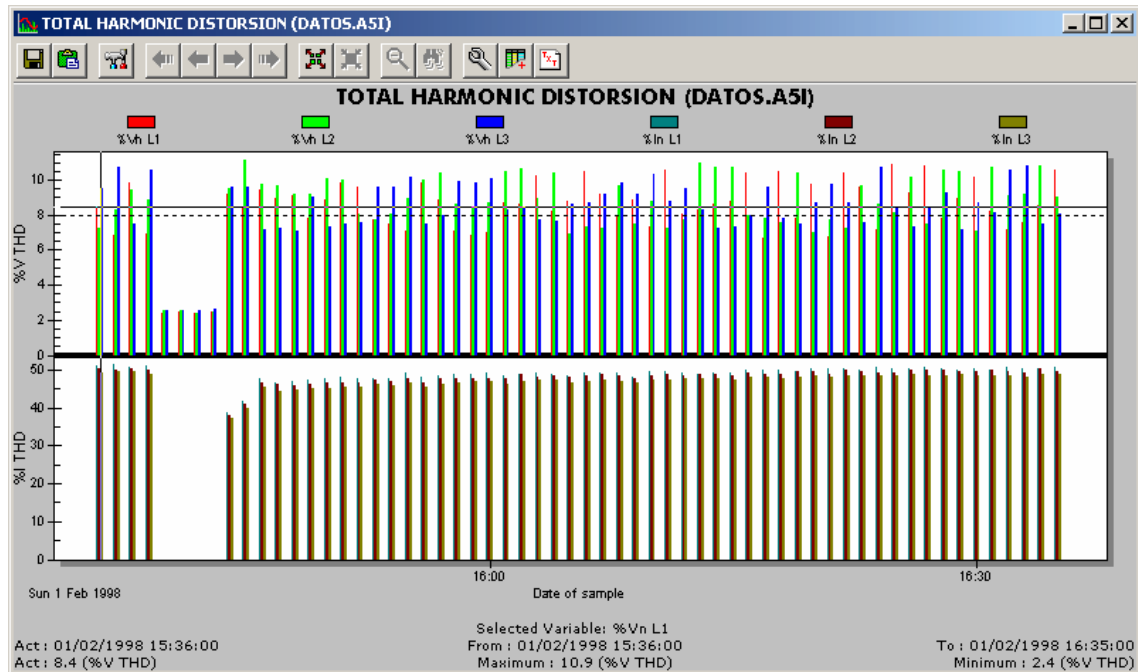 TOTAL HARMONIC DISTORSION (DATOS.A5I)
TXT
TOTAL HARMONIC DISTORSION (DATOS.A5I)
%Vh L1 %Vh L2 %Vh L3 %In L1 %In L2 %In L3
%V THD
10
8
6
4
2
0
%I THD
50
40
30
20
10
0
16:00 16:30
Sun 1 Feb 1998 Date of sample
Selected Variable: %Vn L1
Act : 01/02/1998 15:36:00 From : 01/02/1998 15:36:00 To : 01/02/1998 16:35:00
Act : 8.4 (%V THD) Maximum : 10.9 (%V THD) Minimum : 2.4 (%V THD)